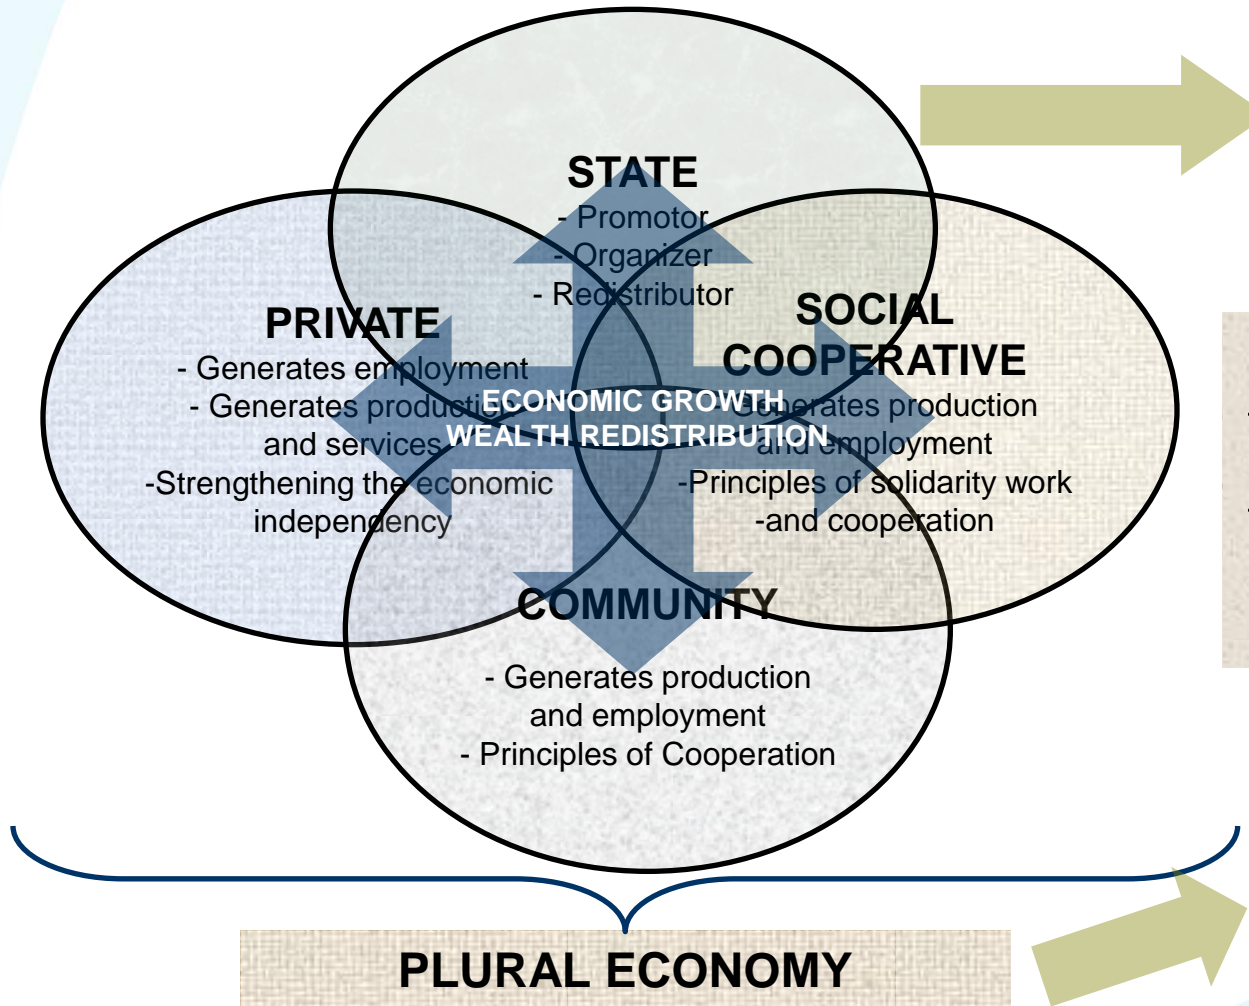 STATE
- Promotor
- Organizer
- Redistributor
PRIVATE
- Generates employment
- Generates production
and services
-Strengthening the economic
independency
SOCIAL
COOPERATIVE
-Generates production
and employment
-Principles of solidarity work
-and cooperation
ECONOMIC GROWTH
WEALTH REDISTRIBUTION
COMMUNITY
- Generates production
and employment
- Principles of Cooperation
PLURAL ECONOMY